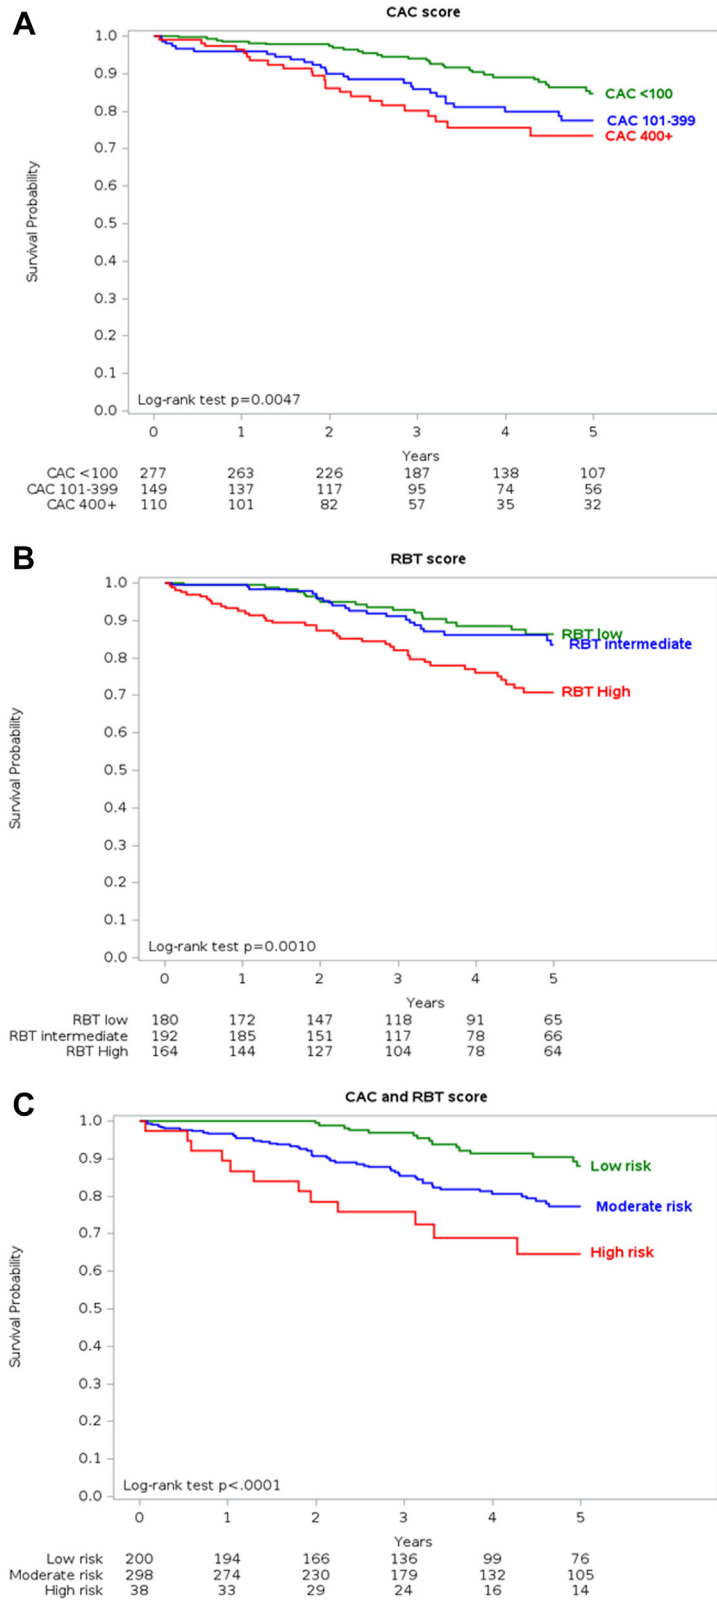 A
CAC score
Survival Probability
1.0
0.9
0.8
0.7
0.6
0.5
0.4
0.3
0.2
0.1
0.0
CAC <100
CAC 101-399
CAC 400+
Log-rank test p=0.0047
0 1 2 3 4 5
Years
CAC <100 277 263 226 187 138 107
CAC 101-399 149 137 117 95 74 56
CAC 400+ 110 101 82 57 35 32
B
RBT score
Survival Probability
1.0
0.9
0.8
0.7
0.6
0.5
0.4
0.3
0.2
0.1
0.0
RBT low
RBT intermediate
RBT High
Log-rank test p=0.0010
0 1 2 3 4 5
Years
RBT low 180 172 147 118 91 65
RBT intermediate 192 185 151 117 78 66
RBT High 164 144 127 104 78 64
C
CAC and RBT score
Survival Probability
1.0
0.9
0.8
0.7
0.6
0.5
0.4
0.3
0.2
0.1
0.0
Low risk
Moderate risk
High risk
Log-rank test p<.0001
0 1 2 3 4 5
Years
Low risk 200 194 166 136 99 76
Moderate risk 298 274 230 179 132 105
High risk 38 33 29 24 16 14